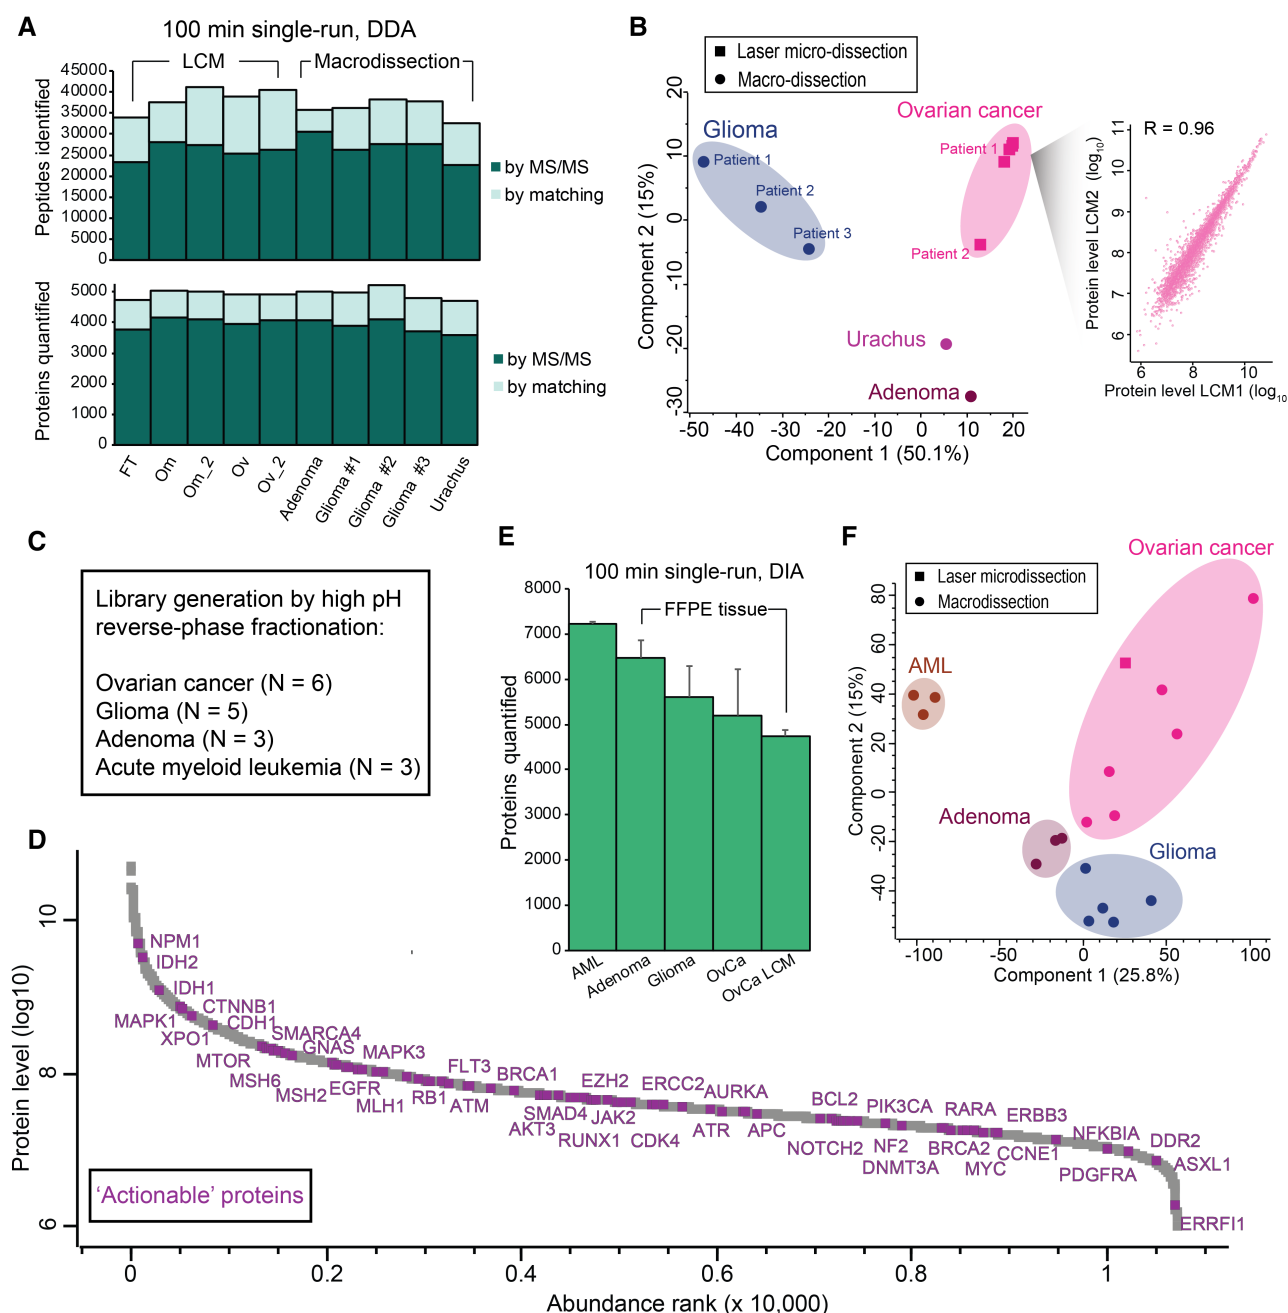 A
100 min single-run, DDA
LCM
Macrodissection
Peptides identified
45000
40000
35000
30000
25000
20000
15000
10000
5000
0
by MS/MS
by matching
Proteins quantified
5000
4000
3000
2000
1000
0
by MS/MS
by matching
FT
Om
Om_2
Ov
Ov_2
Adenoma
Glioma #1
Glioma #2
Glioma #3
Urachus
B
Laser micro-dissection
Macro-dissection
Component 2 (15%)
20
10
0
-10
-20
-30
Glioma
Patient 1
Patient 2
Patient 3
Ovarian cancer
Patient 1
Patient 2
Urachus
Adenoma
-50
-40
-30
-20
-10
0
10
20
Component 1 (50.1%)
R = 0.96
Protein level LCM2 (log10)
11
10
9
8
7
6
6
8
10
Protein level LCM1 (log10
C
Library generation by high pH
reverse-phase fractionation:
Ovarian cancer (N = 6)
Glioma (N = 5)
Adenoma (N = 3)
Acute myeloid leukemia (N = 3)
E
100 min single-run, DIA
FFPE tissue
Proteins quantified
8000
7000
6000
5000
4000
3000
2000
1000
0
AML
Adenoma
Glioma
OvCa
OvCa LCM
F
Ovarian cancer
Laser microdissection
Macrodissection
AML
Adenoma
Glioma
Component 2 (15%)
80
60
40
20
0
-20
-40
-100
-50
0
50
100
Component 1 (25.8%)
D
Protein level (log10)
10
8
6
NPM1
IDH2
IDH1
MAPK1
CTNNB1
XPO1
CDH1
MTOR
SMARCA4
MSH6
GNAS
MSH2
MAPK3
EGFR
MLH1
RB1
FLT3
ATM
BRCA1
AKT3
SMAD4
EZH2
RUNX1
JAK2
CDK4
ERCC2
ATR
AURKA
APC
BCL2
NOTCH2
PIK3CA
DNMT3A
NF2
RARA
BRCA2
MYC
ERBB3
CCNE1
NFKBIA
PDGFRA
DDR2
ASXL1
ERRFI1
'Actionable' proteins
0
0.2
0.4
0.6
0.8
1
Abundance rank (x 10,000)